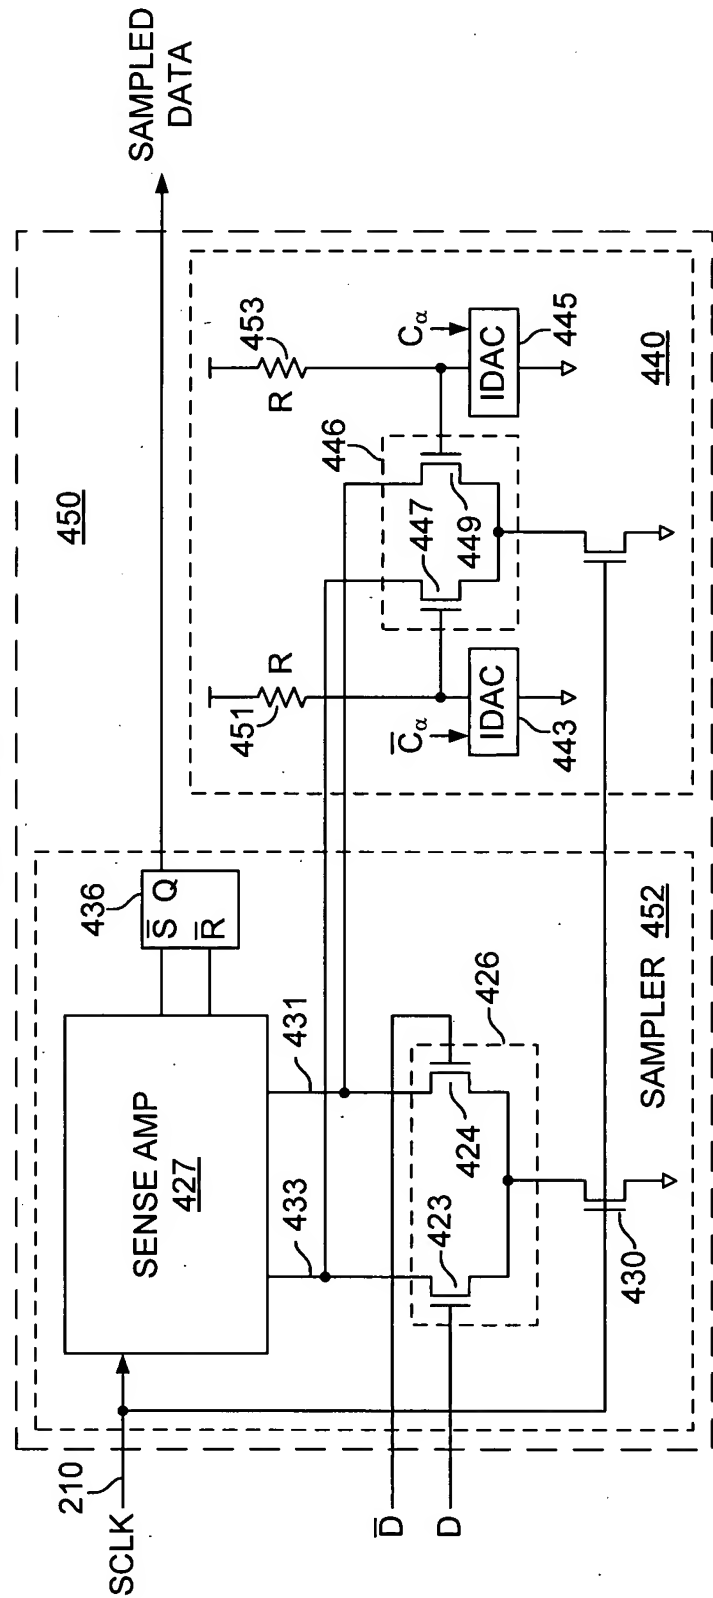 SAMPLED
DATA
450
453
R
Cα
IDAC
445
440
446
447
449
451
R
C̅α
IDAC
443
436
S̅ Q
R̅
SENSE AMP
427
431
433
426
424
423
SAMPLER 452
430
210
SCLK
D̅
D